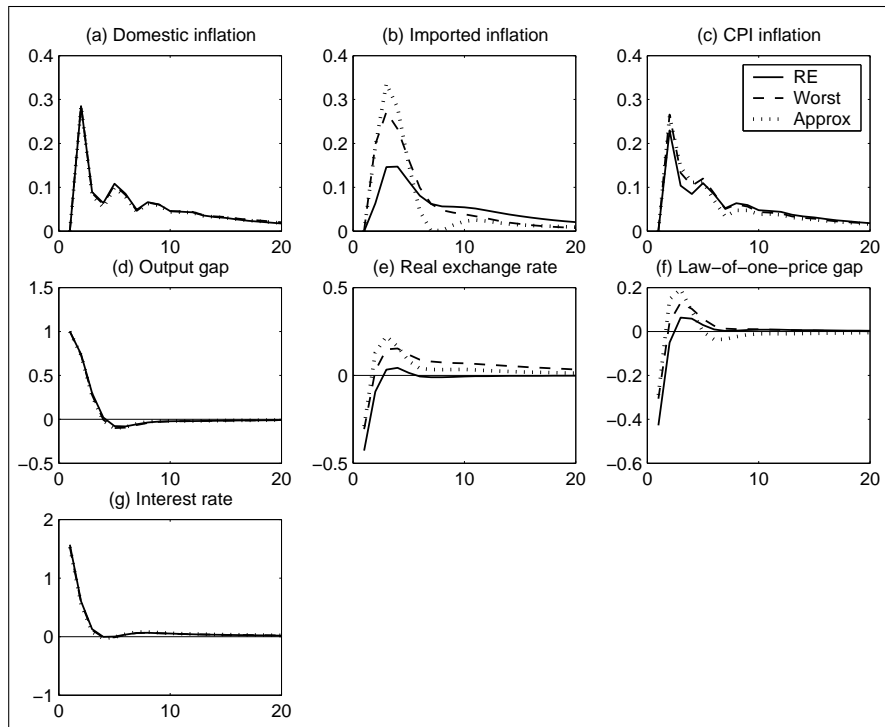 (a) Domestic inflation
0.4
0.3
0.2
0.1
0
0 10 20
(b) Imported inflation
0.4
0.3
0.2
0.1
0
0 10 20
(c) CPI inflation
0.4
0.3
0.2
0.1
0
0 10 20
RE
Worst
Approx
(d) Output gap
1.5
1
0.5
0
−0.5
0 10 20
(e) Real exchange rate
0.5
0
−0.5
0 10 20
(f) Law−of−one−price gap
0.2
0
−0.2
−0.4
−0.6
0 10 20
(g) Interest rate
2
1
0
−1
0 10 20